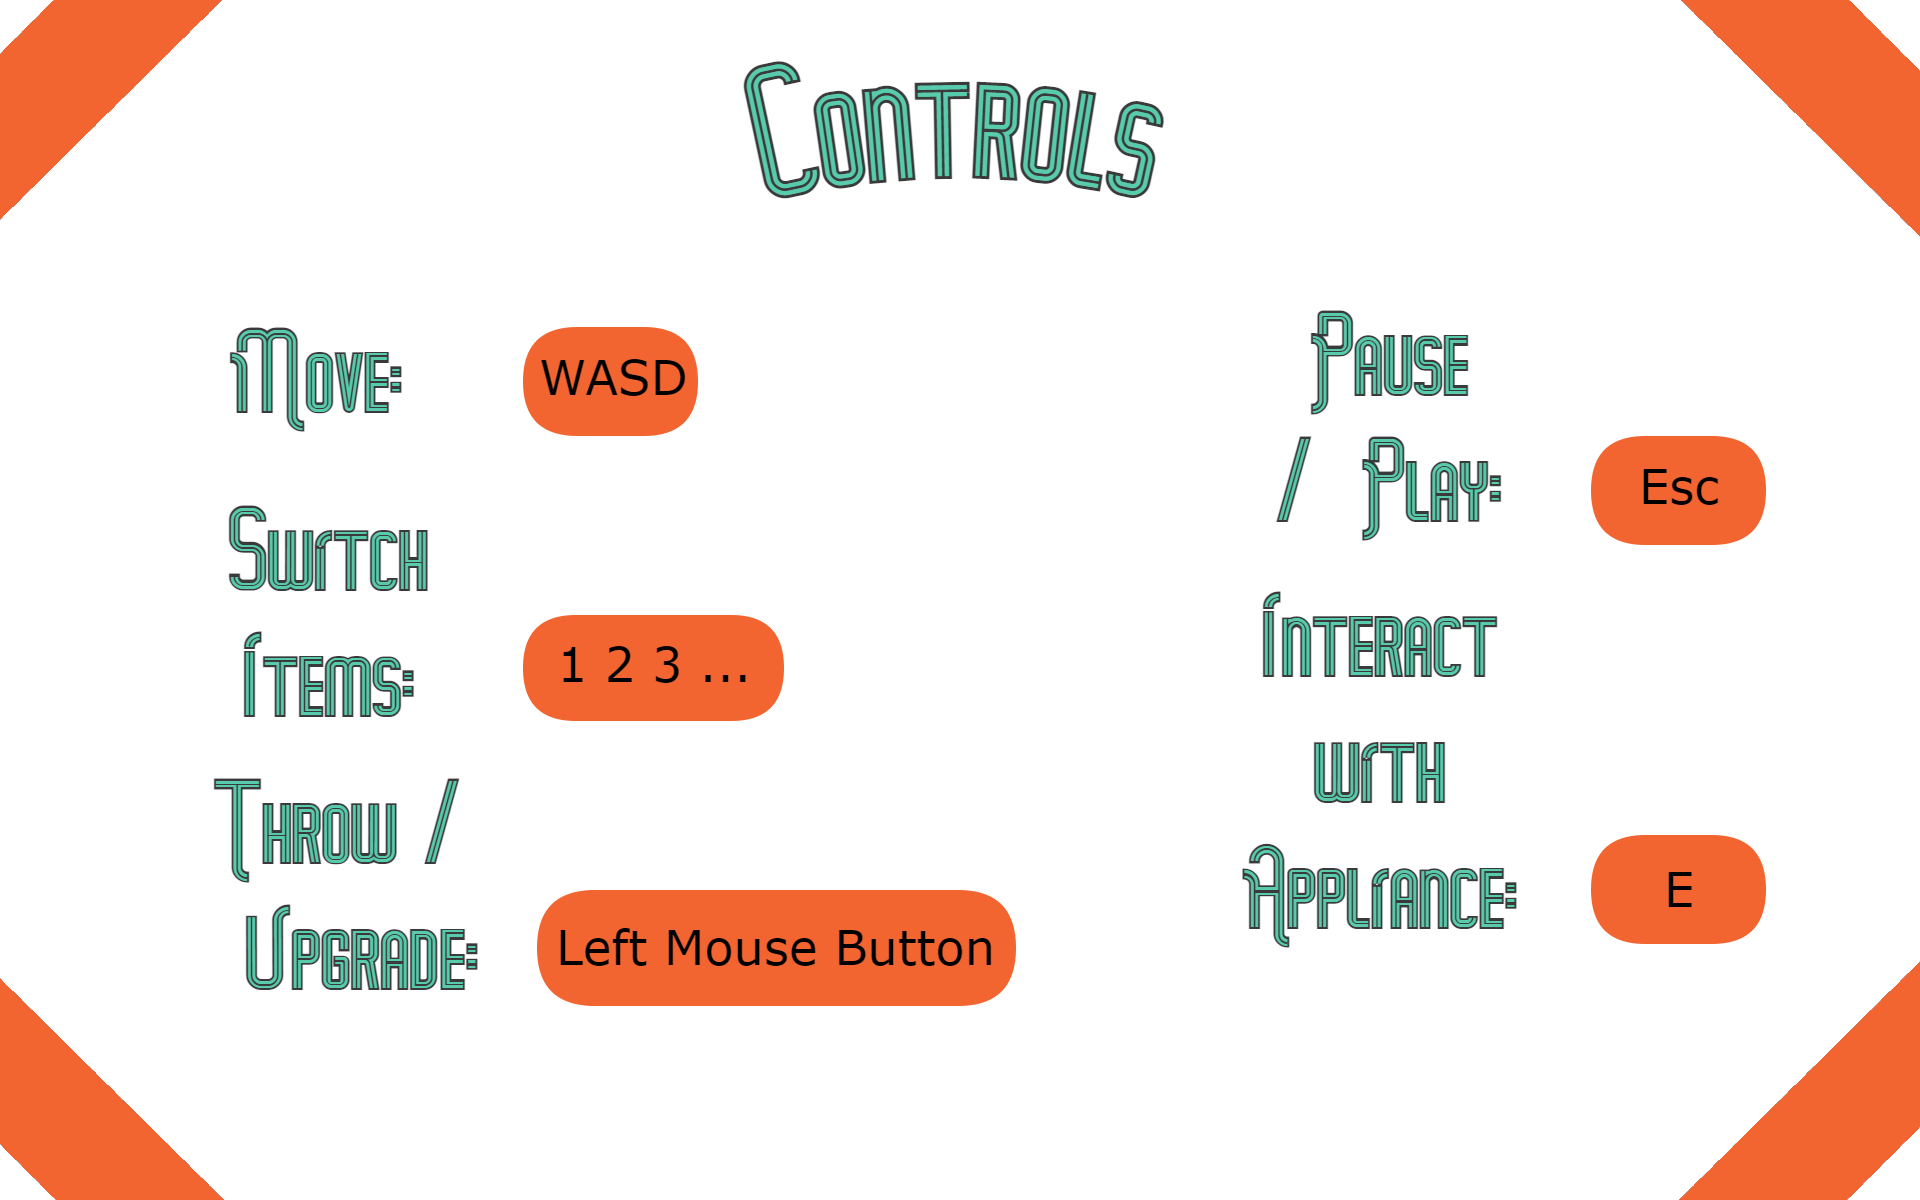 Controls
Move:
WASD
Switch
Items:
1 2 3 ...
Throw /
Upgrade:
Left Mouse Button
Pause
/ Play:
Esc
Interact
with
Appliance:
E